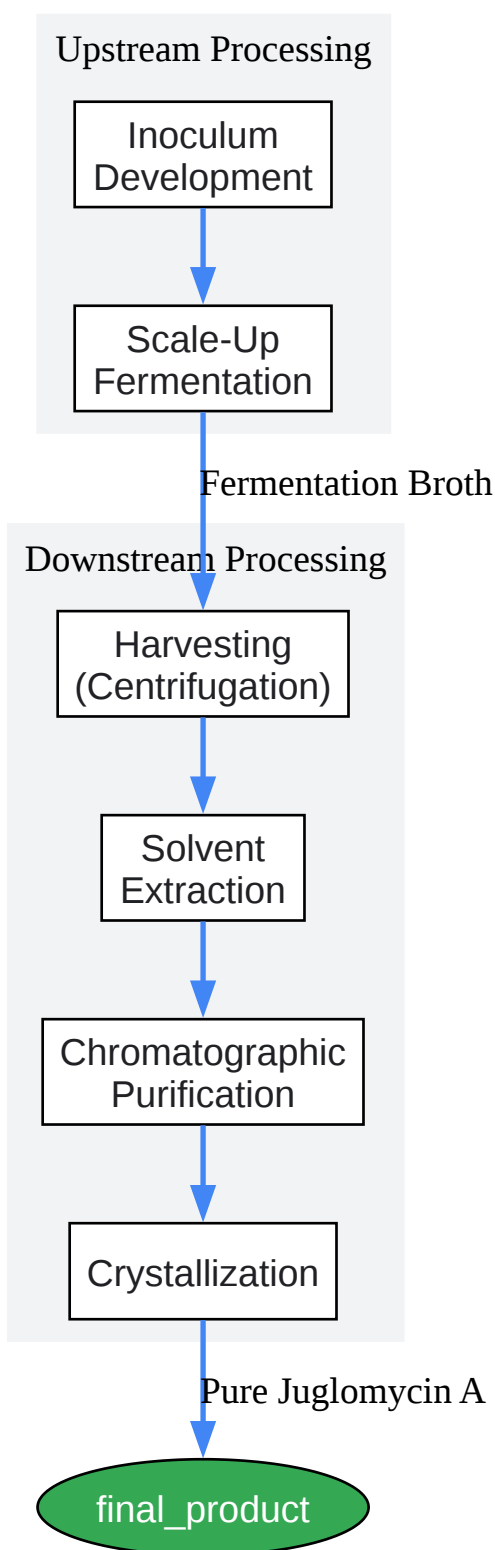 Upstream Processing
Inoculum
Development
Scale-Up
Fermentation
Fermentation Broth
Downstream Processing
Harvesting
(Centrifugation)
Solvent
Extraction
Chromatographic
Purification
Crystallization
Pure Juglomycin A
final_product